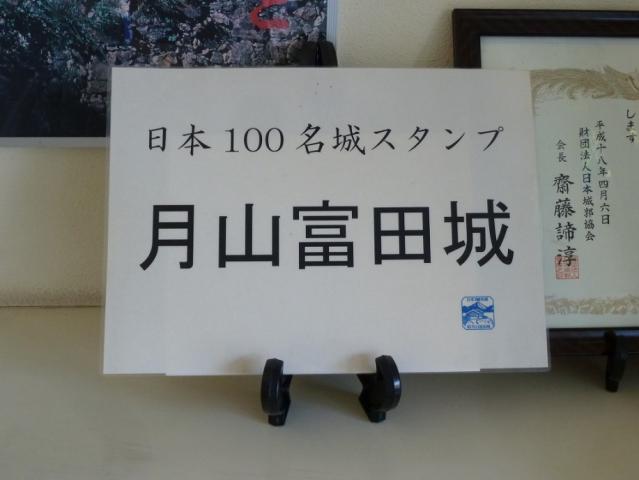 日本100名城スタンプ
月山富田城
します
平成十八年四月六日
財団法人日本城郭協会
会長 齋藤諦淳